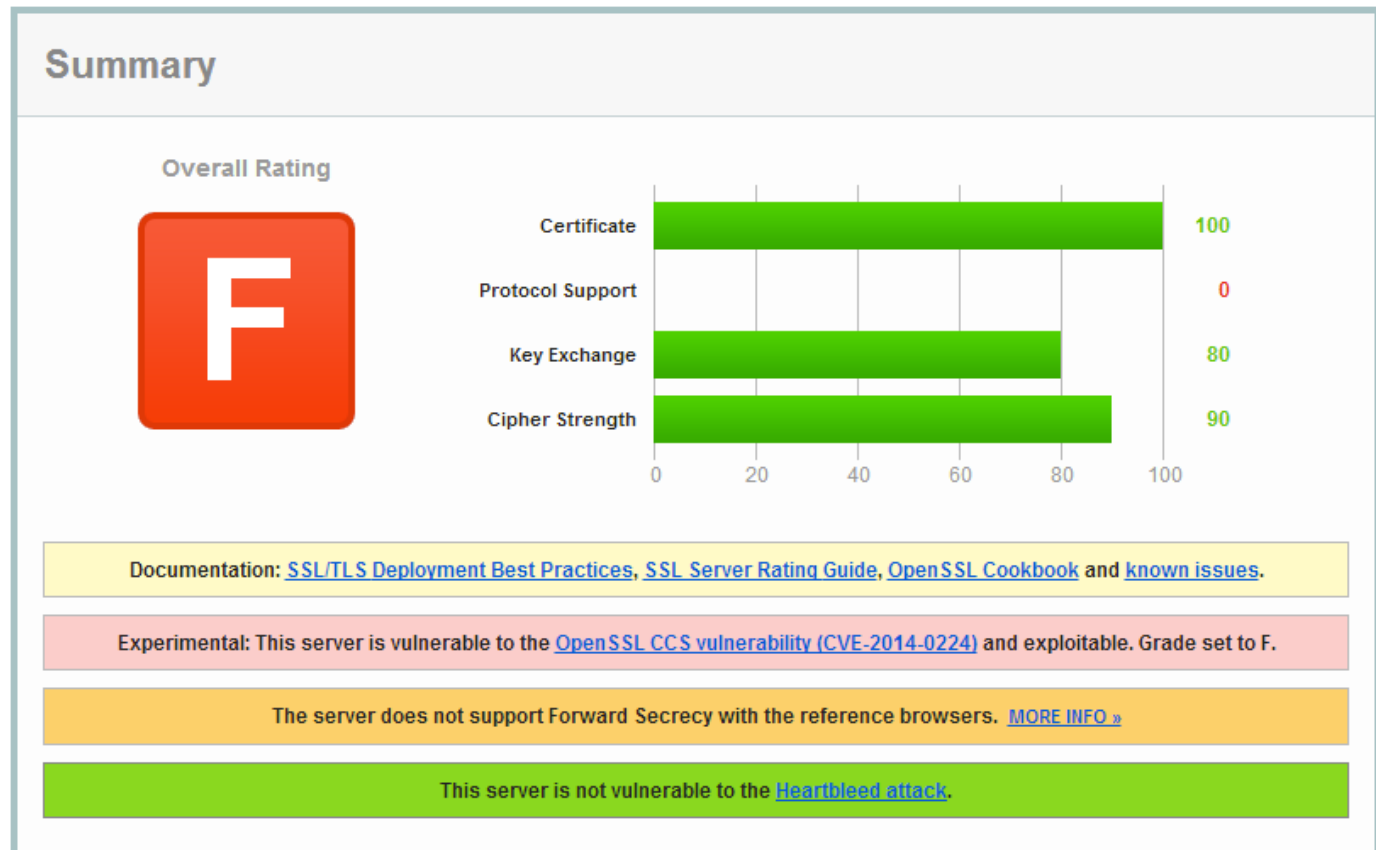 Summary
Overall Rating
F
Certificate 100
Protocol Support 0
Key Exchange 80
Cipher Strength 90
0 20 40 60 80 100
Documentation: SSL/TLS Deployment Best Practices, SSL Server Rating Guide, OpenSSL Cookbook and known issues.
Experimental: This server is vulnerable to the OpenSSL CCS vulnerability (CVE-2014-0224) and exploitable. Grade set to F.
The server does not support Forward Secrecy with the reference browsers. MORE INFO »
This server is not vulnerable to the Heartbleed attack.